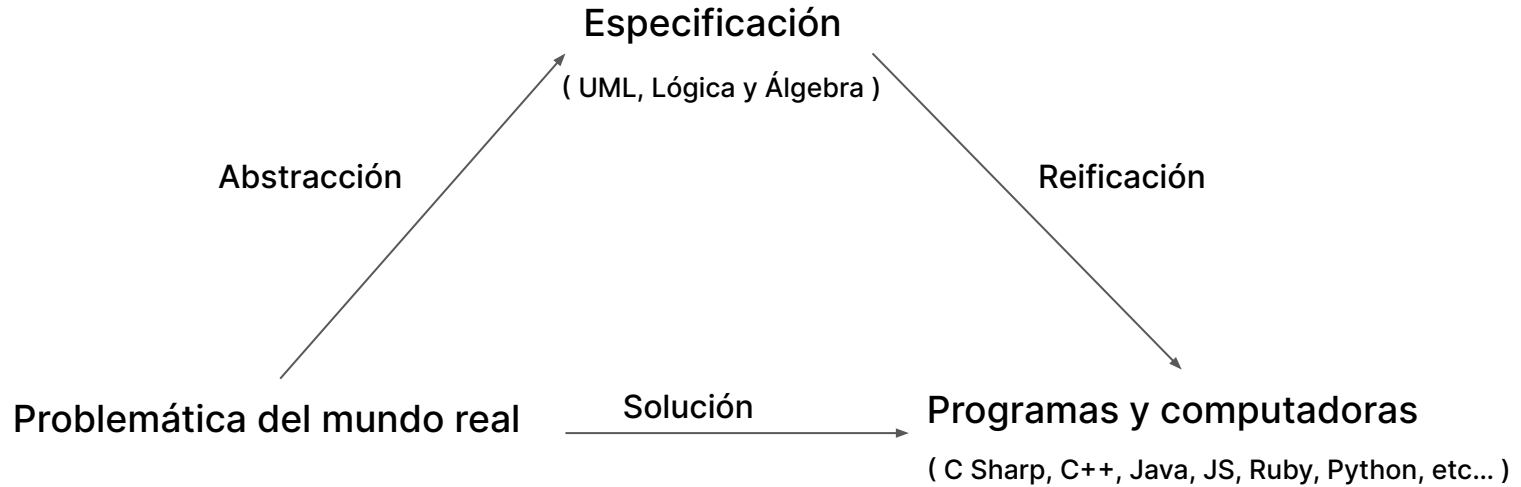 Especificación
( UML, Lógica y Álgebra )
Abstracción
Reificación
Problemática del mundo real
Solución
Programas y computadoras
( C Sharp, C++, Java, JS, Ruby, Python, etc... )